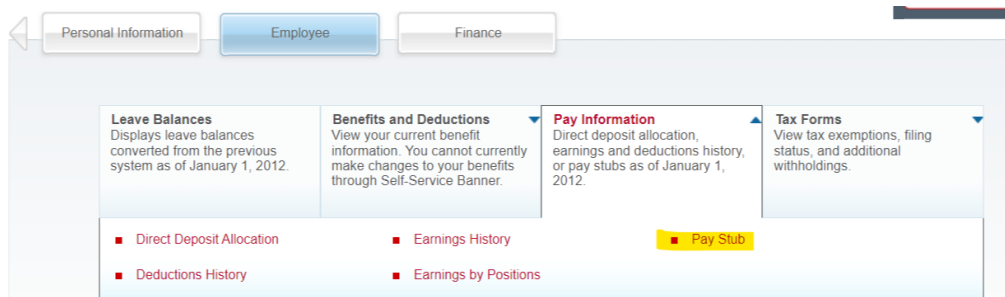 Personal Information
Employee
Finance
Leave Balances
Displays leave balances
converted from the previous
system as of January 1, 2012.
Benefits and Deductions
View your current benefit
information. You cannot currently
make changes to your benefits
through Self-Service Banner.
Pay Information
Direct deposit allocation,
earnings and deductions history,
or pay stubs as of January 1,
2012.
Tax Forms
View tax exemptions, filing
status, and additional
withholdings.
Direct Deposit Allocation
Earnings History
Pay Stub
Deductions History
Earnings by Positions